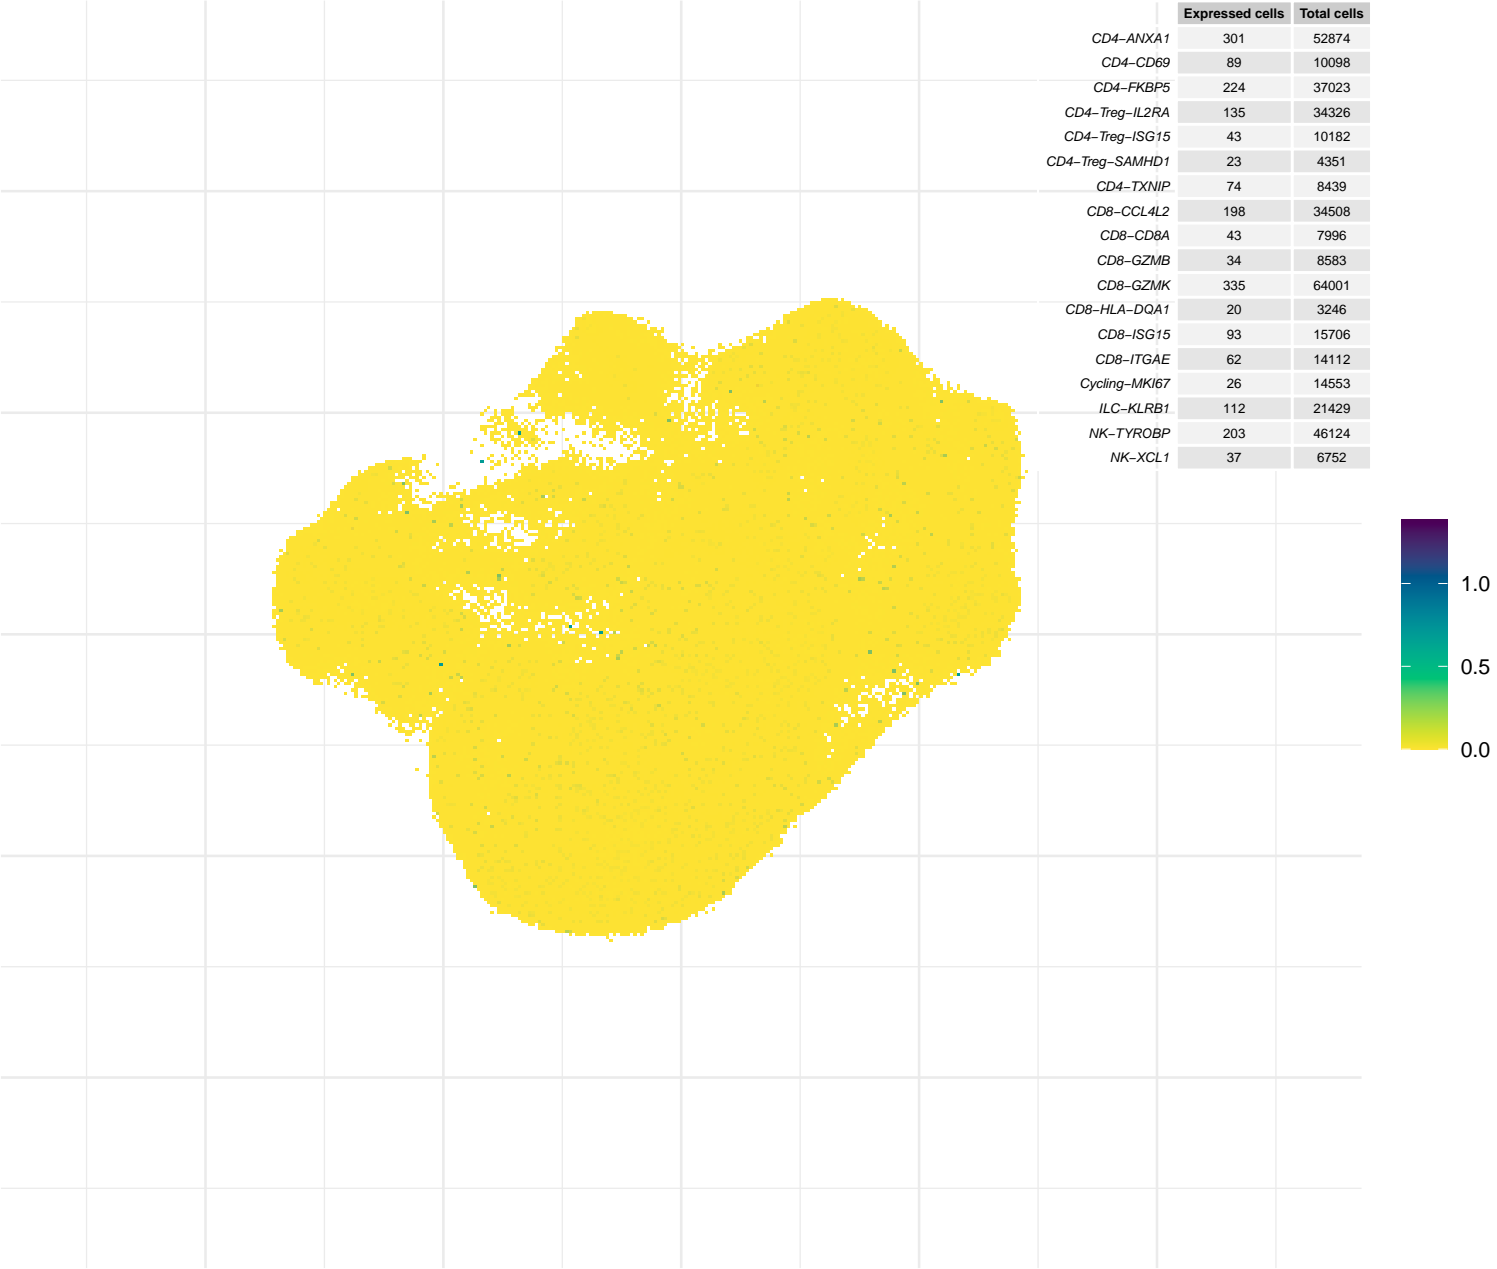 Expressed cells Total cells
CD4−ANXA1 301 52874
CD4−CD69 89 10098
CD4−FKBP5 224 37023
CD4−Treg−IL2RA 135 34326
CD4−Treg−ISG15 43 10182
CD4−Treg−SAMHD1 23 4351
CD4−TXNIP 74 8439
CD8−CCL4L2 198 34508
CD8−CD8A 43 7996
CD8−GZMB 34 8583
CD8−GZMK 335 64001
CD8−HLA−DQA1 20 3246
CD8−ISG15 93 15706
CD8−ITGAE 62 14112
Cycling−MKI67 26 14553
ILC−KLRB1 112 21429
NK−TYROBP 203 46124
NK−XCL1 37 6752
1.0
0.5
0.0